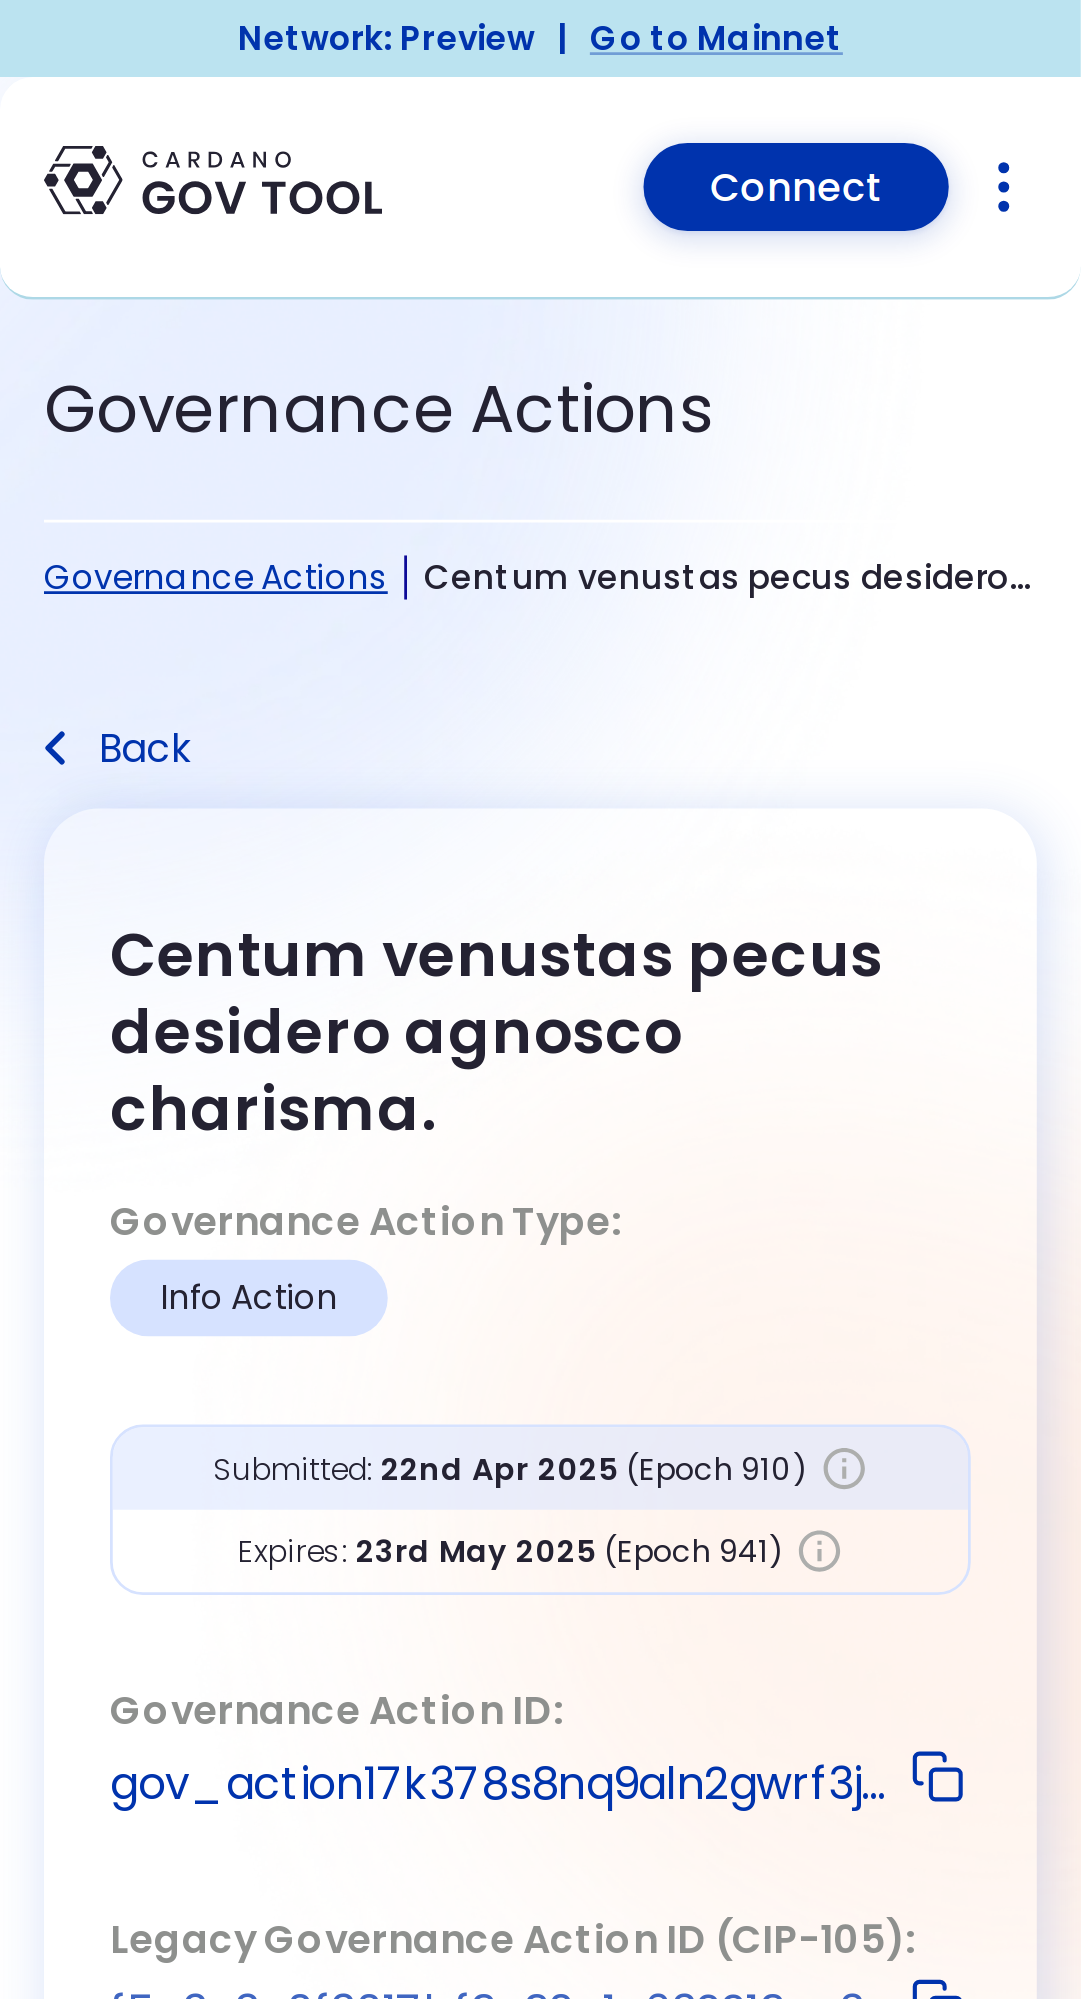 Network: Preview | Go to Mainnet
CARDANO
GOV TOOL
Connect
Governance Actions
Governance Actions | Centum venustas pecus desidero...
Back
Centum venustas pecus
desidero agnosco
charisma.
Governance Action Type:
Info Action
Submitted: 22nd Apr 2025 (Epoch 910)
Expires: 23rd May 2025 (Epoch 941)
Governance Action ID:
gov_action17k378s8nq9aln2gwrf3j...
Legacy Governance Action ID (CIP-105):